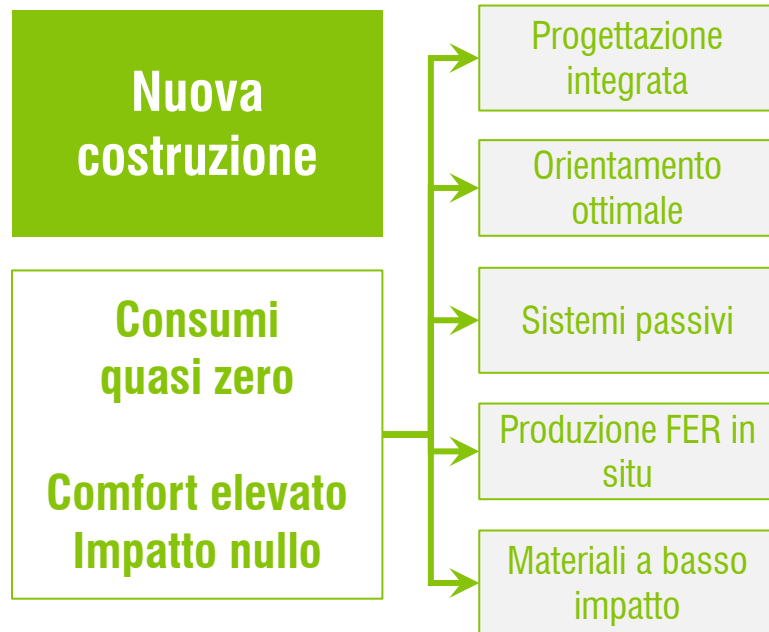 Nuova
costruzione
Consumi
quasi zero
Comfort elevato
Impatto nullo
Progettazione
integrata
Orientamento
ottimale
Sistemi passivi
Produzione FER in
situ
Materiali a basso
impatto